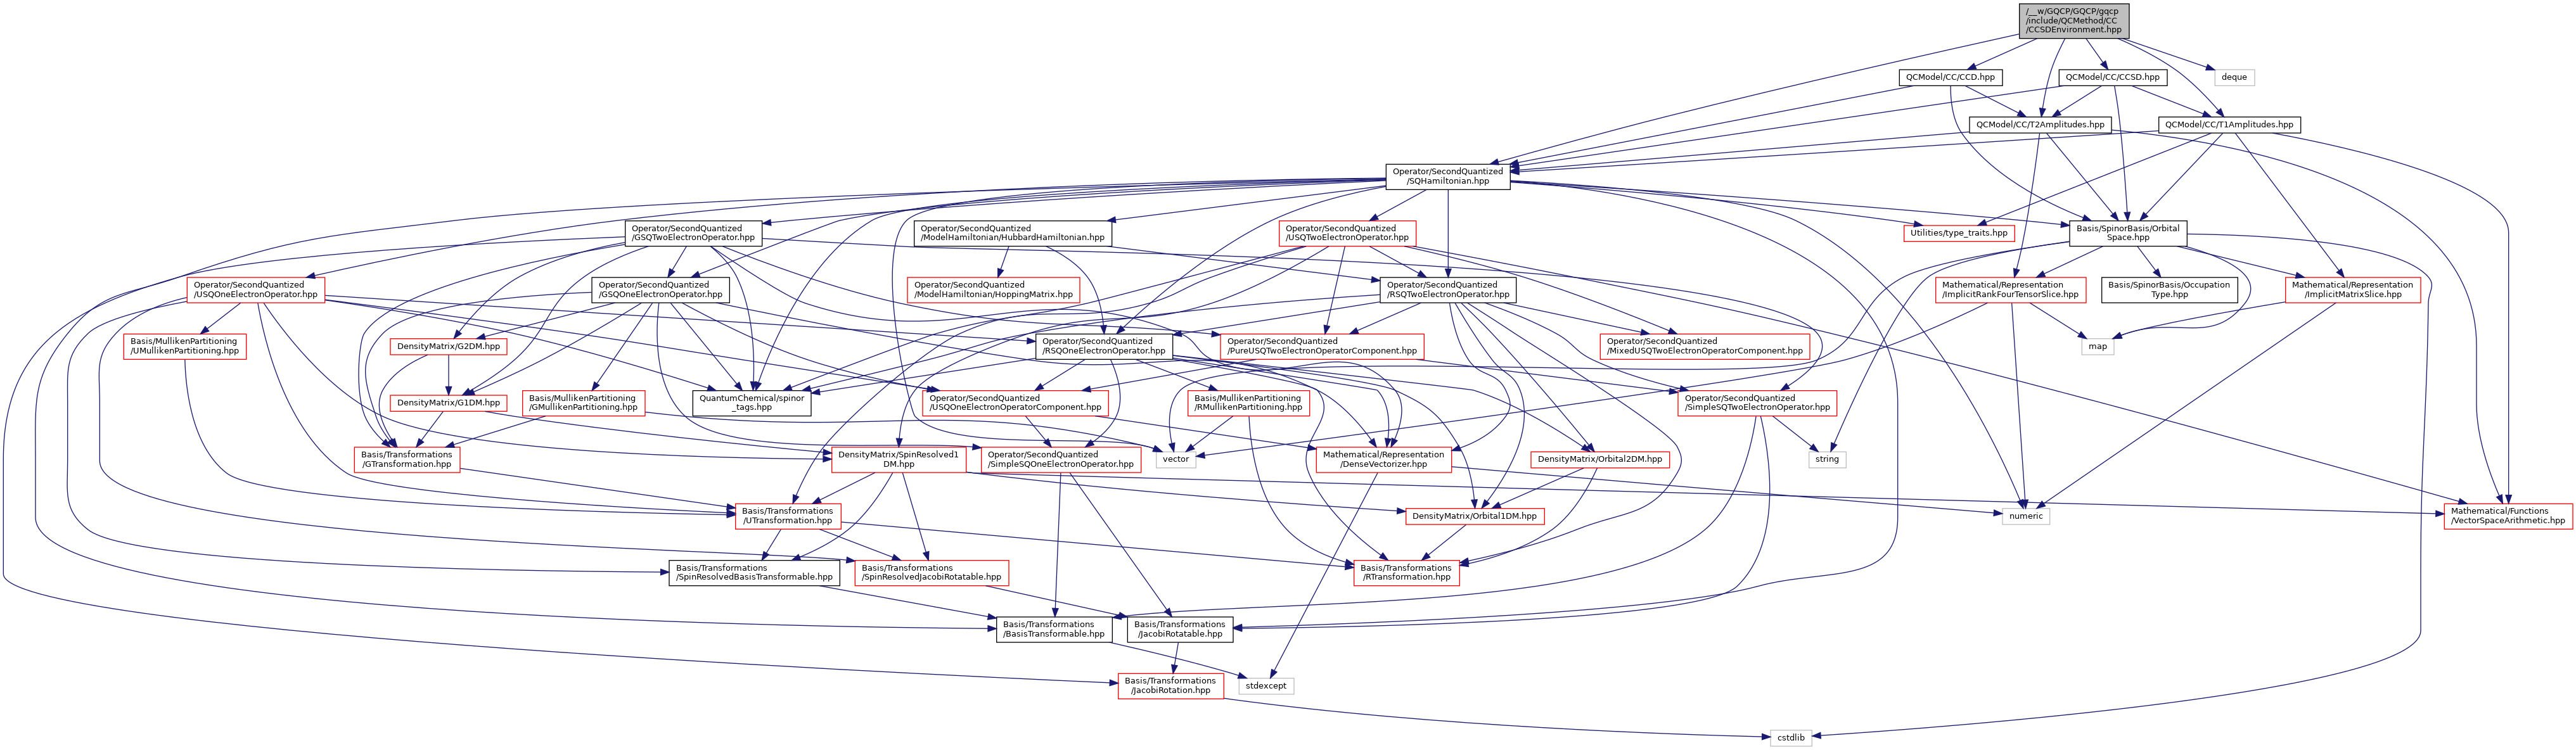 /__w/GQCP/GQCP/gqcp
/include/QCMethod/CC
/CCSDEnvironment.hpp
QCModel/CC/CCD.hpp
QCModel/CC/CCSD.hpp
deque
QCModel/CC/T2Amplitudes.hpp
QCModel/CC/T1Amplitudes.hpp
Operator/SecondQuantized
/SQHamiltonian.hpp
Operator/SecondQuantized
/GSQTwoElectronOperator.hpp
Operator/SecondQuantized
/ModelHamiltonian/HubbardHamiltonian.hpp
Operator/SecondQuantized
/USQTwoElectronOperator.hpp
Utilities/type_traits.hpp
Basis/SpinorBasis/Orbital
Space.hpp
Operator/SecondQuantized
/USQOneElectronOperator.hpp
Operator/SecondQuantized
/GSQOneElectronOperator.hpp
Operator/SecondQuantized
/ModelHamiltonian/HoppingMatrix.hpp
Operator/SecondQuantized
/RSQTwoElectronOperator.hpp
Mathematical/Representation
/ImplicitRankFourTensorSlice.hpp
Basis/SpinorBasis/Occupation
Type.hpp
Mathematical/Representation
/ImplicitMatrixSlice.hpp
Basis/MullikenPartitioning
/UMullikenPartitioning.hpp
DensityMatrix/G2DM.hpp
Operator/SecondQuantized
/RSQOneElectronOperator.hpp
Operator/SecondQuantized
/PureUSQTwoElectronOperatorComponent.hpp
Operator/SecondQuantized
/MixedUSQTwoElectronOperatorComponent.hpp
map
DensityMatrix/G1DM.hpp
Basis/MullikenPartitioning
/GMullikenPartitioning.hpp
QuantumChemical/spinor
_tags.hpp
Operator/SecondQuantized
/USQOneElectronOperatorComponent.hpp
Basis/MullikenPartitioning
/RMullikenPartitioning.hpp
Operator/SecondQuantized
/SimpleSQTwoElectronOperator.hpp
Basis/Transformations
/GTransformation.hpp
DensityMatrix/SpinResolved1
DM.hpp
Operator/SecondQuantized
/SimpleSQOneElectronOperator.hpp
vector
Mathematical/Representation
/DenseVectorizer.hpp
DensityMatrix/Orbital2DM.hpp
string
Basis/Transformations
/UTransformation.hpp
DensityMatrix/Orbital1DM.hpp
numeric
Mathematical/Functions
/VectorSpaceArithmetic.hpp
Basis/Transformations
/SpinResolvedBasisTransformable.hpp
Basis/Transformations
/SpinResolvedJacobiRotatable.hpp
Basis/Transformations
/RTransformation.hpp
Basis/Transformations
/BasisTransformable.hpp
Basis/Transformations
/JacobiRotatable.hpp
Basis/Transformations
/JacobiRotation.hpp
stdexcept
cstdlib